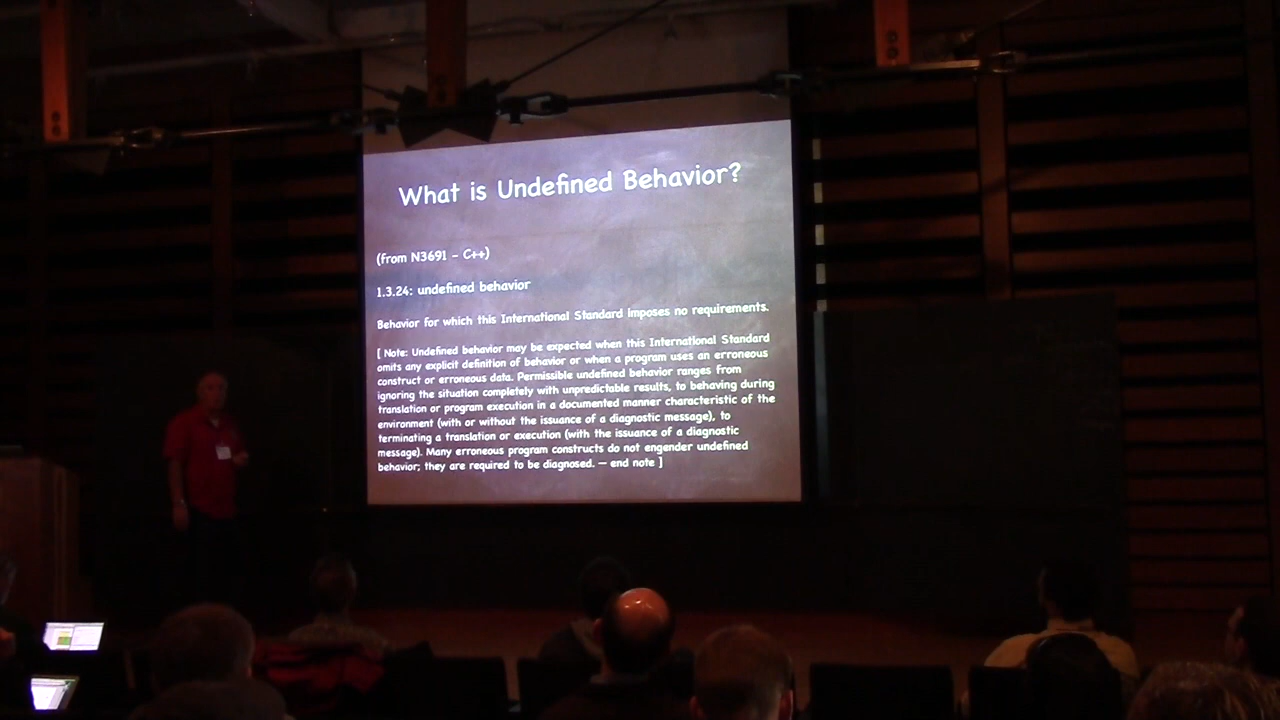 What is Undefined Behavior?
(from N3691 – C++)
1.3.24: undefined behavior
Behavior for which this International Standard imposes no requirements.
[ Note: Undefined behavior may be expected when this International Standard
omits any explicit definition of behavior or when a program uses an erroneous
construct or erroneous data. Permissible undefined behavior ranges from
ignoring the situation completely with unpredictable results, to behaving during
translation or program execution in a documented manner characteristic of the
environment (with or without the issuance of a diagnostic message), to
terminating a translation or execution (with the issuance of a diagnostic
message). Many erroneous program constructs do not engender undefined
behavior; they are required to be diagnosed. — end note ]